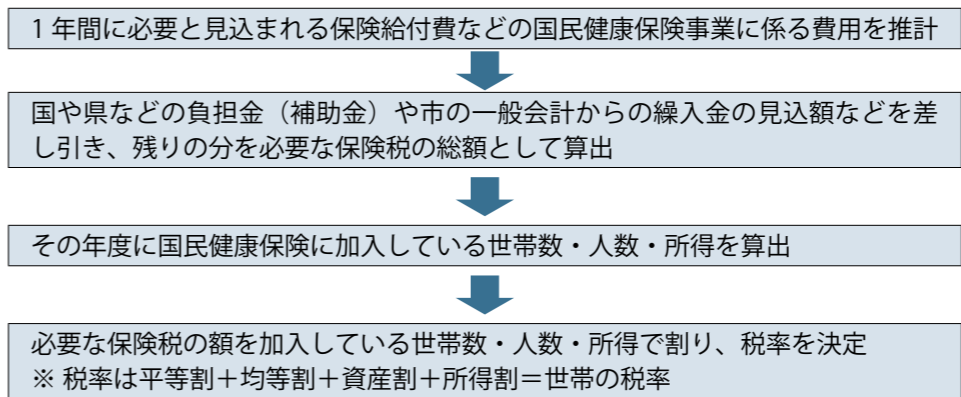 1年間に必要と見込まれる保険給付費などの国民健康保険事業に係る費用を推計
国や県などの負担金（補助金）や市の一般会計からの繰入金の見込額などを差
し引き、残りの分を必要な保険税の総額として算出
その年度に国民健康保険に加入している世帯数・人数・所得を算出
必要な保険税の額を加入している世帯数・人数・所得で割り、税率を決定
※ 税率は平等割＋均等割＋資産割＋所得割＝世帯の税率